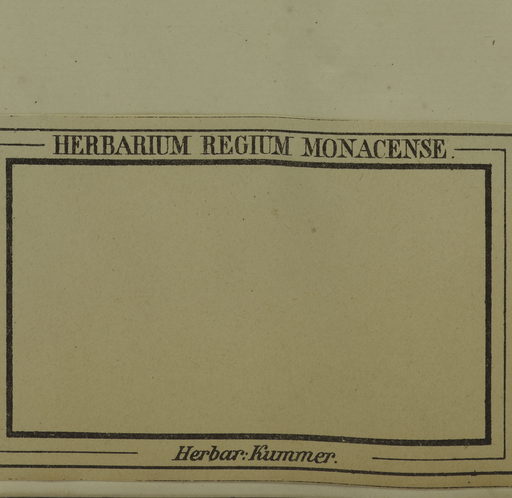 HERBARIUM REGIUM MONACENSE.
Herbar: Kummer.